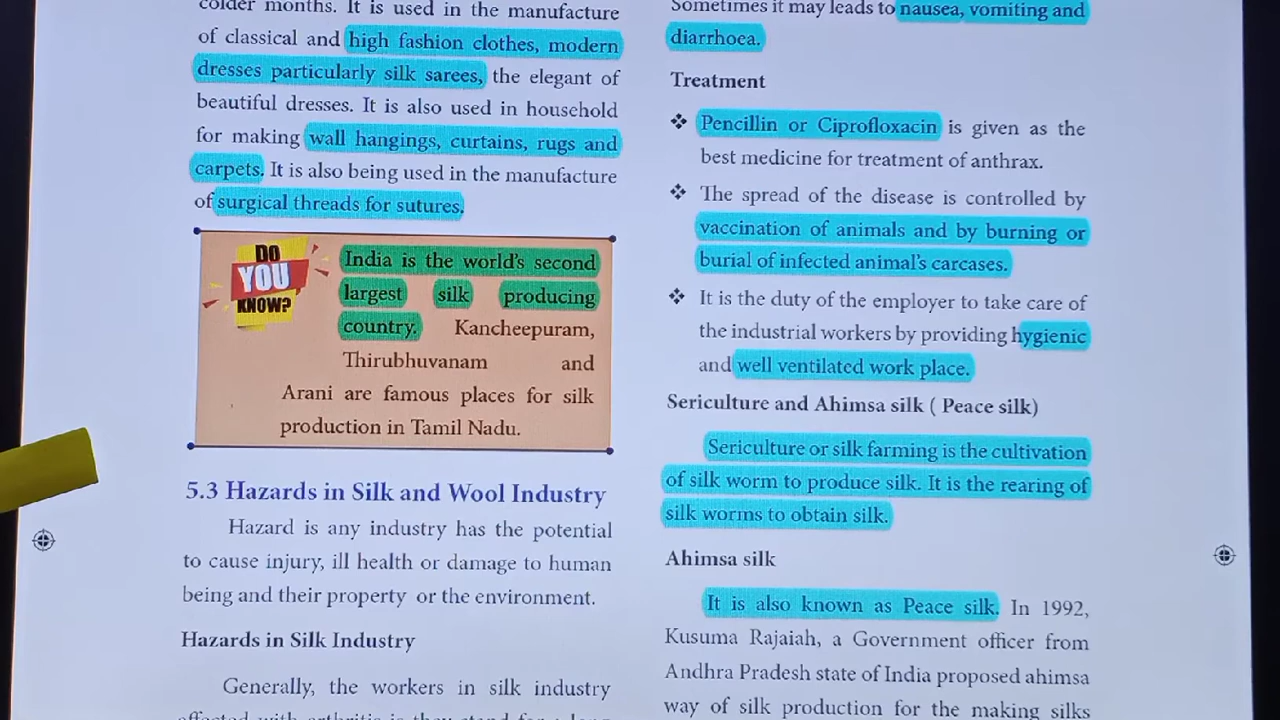 colder months. It is used in the manufacture
of classical and high fashion clothes, modern
dresses particularly silk sarees, the elegant of
beautiful dresses. It is also used in household
for making wall hangings, curtains, rugs and
carpets. It is also being used in the manufacture
of surgical threads for sutures.
DO
YOU
KNOW?
India is the world's second
largest silk producing
country. Kancheepuram,
Thirubhuvanam and
Arani are famous places for silk
production in Tamil Nadu.
5.3 Hazards in Silk and Wool Industry
Hazard is any industry has the potential
to cause injury, ill health or damage to human
being and their property or the environment.
Hazards in Silk Industry
Generally, the workers in silk industry
Sometimes it may leads to nausea, vomiting and
diarrhoea.
Treatment
❖ Pencillin or Ciprofloxacin is given as the
best medicine for treatment of anthrax.
❖ The spread of the disease is controlled by
vaccination of animals and by burning or
burial of infected animal's carcases.
❖ It is the duty of the employer to take care of
the industrial workers by providing hygienic
and well ventilated work place.
Sericulture and Ahimsa silk ( Peace silk)
Sericulture or silk farming is the cultivation
of silk worm to produce silk. It is the rearing of
silk worms to obtain silk.
Ahimsa silk
It is also known as Peace silk. In 1992,
Kusuma Rajaiah, a Government officer from
Andhra Pradesh state of India proposed ahimsa
way of silk production for the making silks